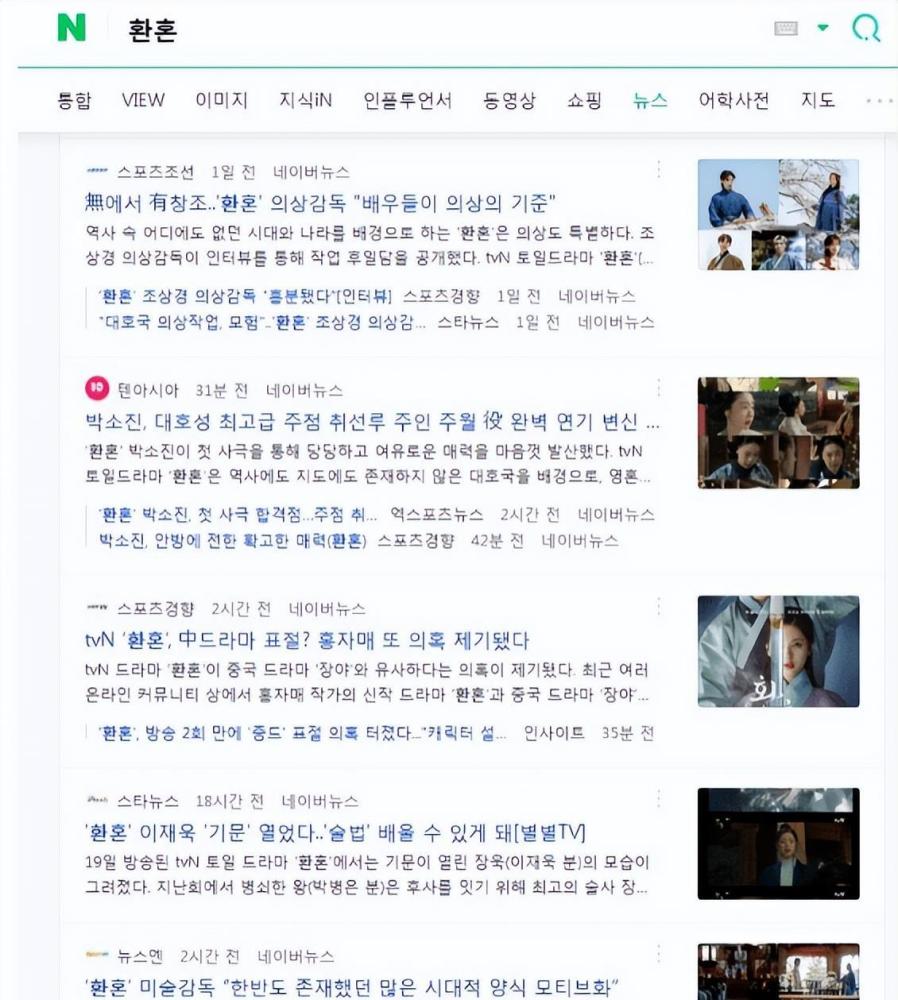 N 환혼
통합 VIEW 이미지 지식iN 인플루언서 동영상 쇼핑 뉴스 어학사전 지도 ...
스포츠조선 1일 전 네이버뉴스
無에서 有창조..'환혼' 의상감독 "배우들이 의상의 기준"
역사 속 어디에도 없던 시대와 나라를 배경으로 하는 '환혼'은 의상도 특별하다. 조
상경 의상감독이 인터뷰를 통해 작업 후일담을 공개했다. tvN 토일드라마 '환혼'(...
'환혼' 조상경 의상감독 "흥분됐다"[인터뷰] 스포츠경향 1일 전 네이버뉴스
"대호국 의상작업, 모험"..'환혼' 조상경 의상감... 스타뉴스 1일 전 네이버뉴스
텐아시아 31분 전 네이버뉴스
박소진, 대호성 최고급 주점 취선루 주인 주월 役 완벽 연기 변신 ...
'환혼' 박소진이 첫 사극을 통해 당당하고 여유로운 매력을 마음껏 발산했다. tvN
토일드라마 '환혼'은 역사에도 지도에도 존재하지 않은 대호국을 배경으로, 영혼...
'환혼' 박소진, 첫 사극 합격점...주점 취... 엑스포츠뉴스 2시간 전 네이버뉴스
박소진, 안방에 전한 확고한 매력(환혼) 스포츠경향 42분 전 네이버뉴스
스포츠경향 2시간 전 네이버뉴스
tvN '환혼', 中드라마 표절? 홍자매 또 의혹 제기됐다
tvN 드라마 '환혼'이 중국 드라마 '장야'와 유사하다는 의혹이 제기됐다. 최근 여러
온라인 커뮤니티 상에서 홍자매 작가의 신작 드라마 '환혼'과 중국 드라마 '장야'...
'환혼', 방송 2회 만에 '중드' 표절 의혹 터졌다..."캐릭터 설... 인사이트 35분 전
스타뉴스 18시간 전 네이버뉴스
'환혼' 이재욱 '기문' 열었다..'술법' 배울 수 있게 돼[별별TV]
19일 방송된 tvN 토일 드라마 '환혼'에서는 기문이 열린 장욱(이재욱 분)의 모습이
그려졌다. 지난회에서 병쇠한 왕(박병은 분)은 후사를 잇기 위해 최고의 술사 장...
뉴스엔 2시간 전 네이버뉴스
'환혼' 미술감독 "한반도 존재했던 많은 시대적 양식 모티브화"